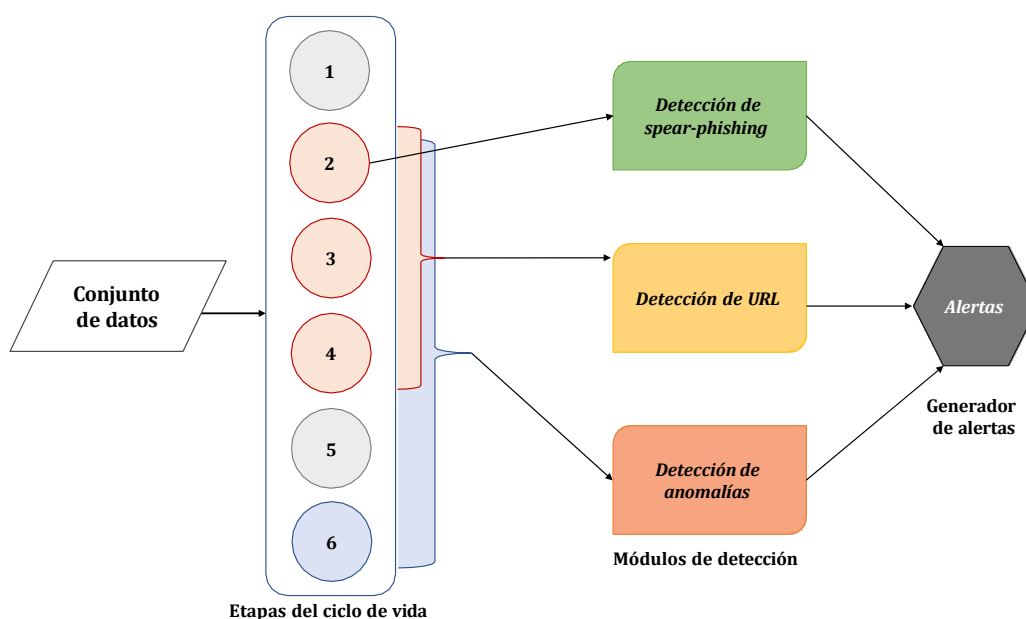 Conjunto
de datos
1
2
3
4
5
6
Etapas del ciclo de vida
Detección de
spear-phishing
Detección de URL
Detección de
anomalías
Módulos de detección
Alertas
Generador
de alertas